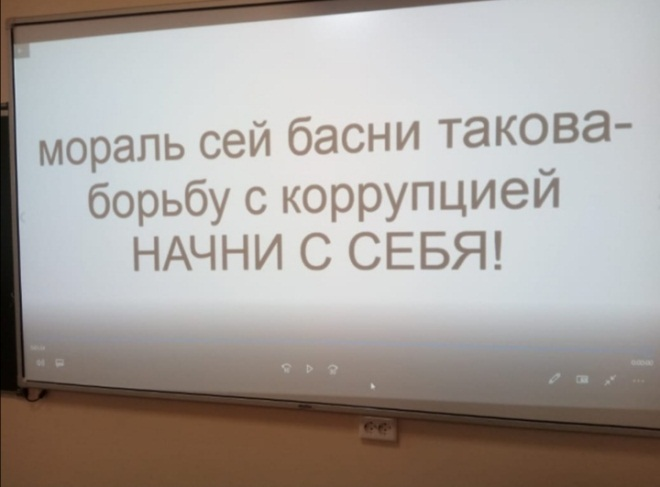 мораль сей басни такова-
борьбу с коррупцией
НАЧНИ С СЕБЯ!